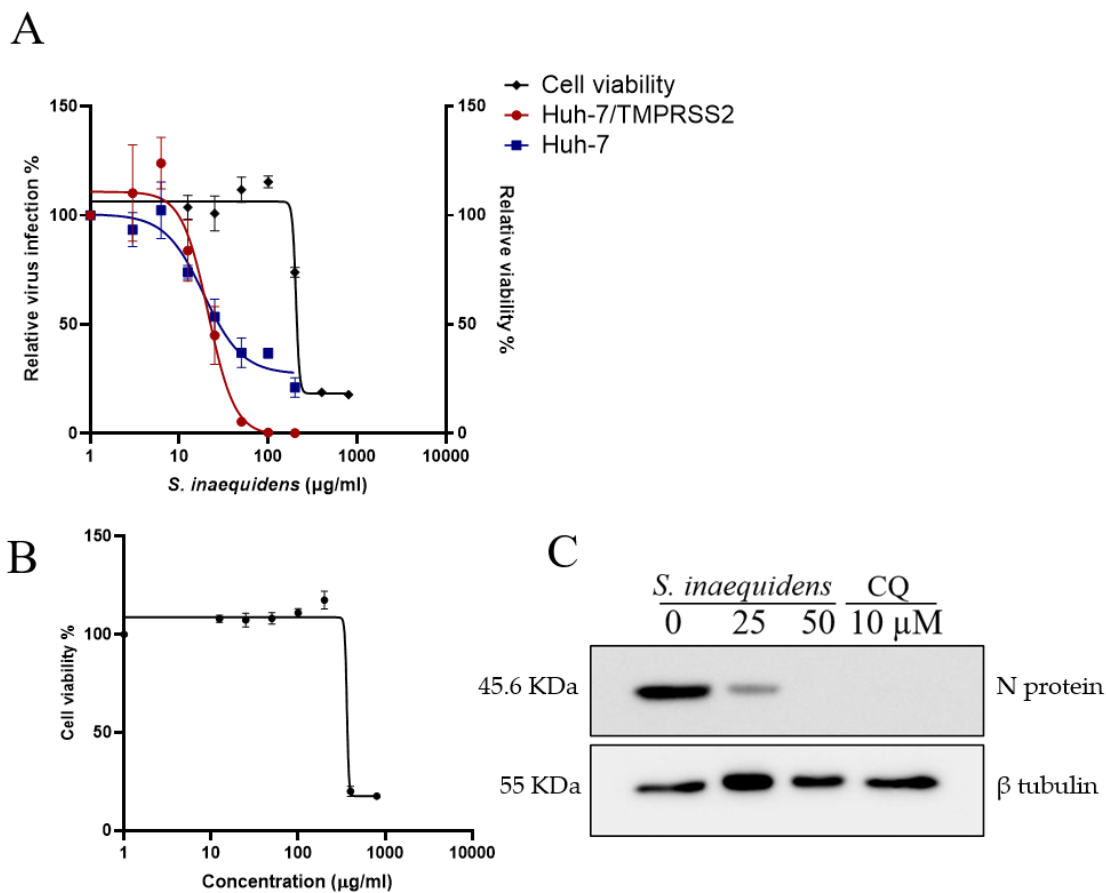 A
Cell viability
Huh-7/TMPRSS2
Huh-7
150
100
50
0
Relative virus infection %
150
100
50
0
Relative viability %
1 10 100 1000 10000
S. inaequidens (µg/ml)
B
150
100
50
0
Cell viability %
1 10 100 1000 10000
Concentration (µg/ml)
C
S. inaequidens CQ
0 25 50 10 µM
45.6 KDa N protein
55 KDa β tubulin